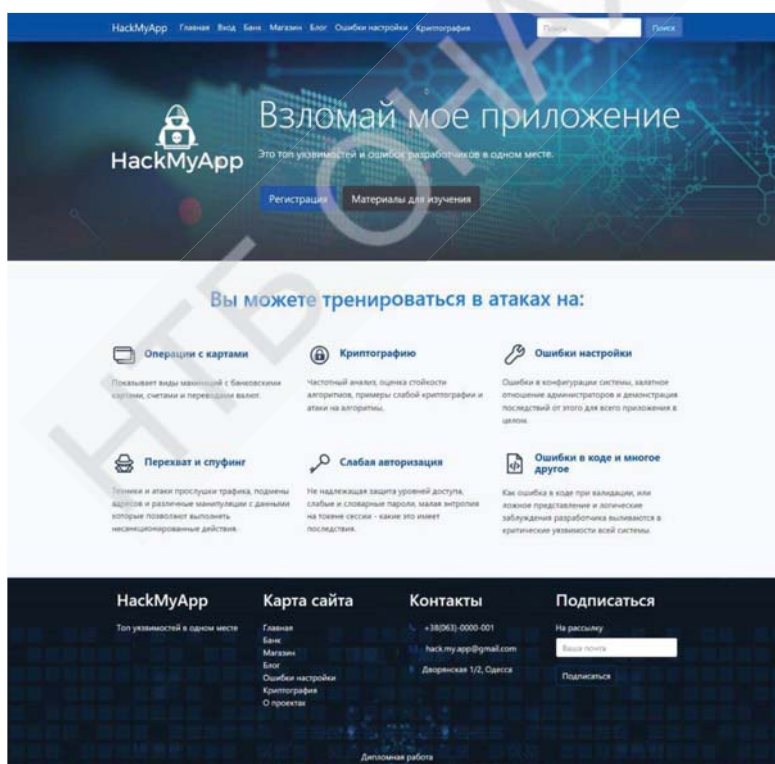 HackMyApp Главная Вход Банк Магазин Блог Ошибки настройки Криптография Поиск Поиск
Взломай мое приложение
HackMyApp
Это топ уязвимостей и ошибок разработчиков в одном месте.
Регистрация Материалы для изучения
Вы можете тренироваться в атаках на:
Операции с картами
Показывает виды махинаций с банковскими
картами, счетами и переводами валют.
Криптографию
Частотный анализ, оценка стойкости
алгоритмов, примеры слабой криптографии и
атаки на алгоритмы.
Ошибки настройки
Ошибки в конфигурации системы, халатное
отношение администраторов и демонстрация
последствий от этого для всего приложения в
целом.
Перехват и спуфинг
Техники и атаки прослушки трафика, подмены
адресов и различные манипуляции с данными
которые позволяют выполнять
несанкционированные действия.
Слабая авторизация
Не надлежащая защита уровней доступа,
слабые и словарные пароли, малая энтропия
на токене сессии - какие это имеет
последствия.
Ошибки в коде и многое
другое
Как ошибка в коде при валидации, или
ложное представление и логические
заблуждения разработчика выливаются в
критические уязвимости всей системы.
HackMyApp
Топ уязвимостей в одном месте
Карта сайта
Главная
Банк
Магазин
Блог
Ошибки настройки
Криптография
О проектах
Контакты
+38(063)-0000-001
hack.my.app@gmail.com
Дворянская 1/2, Одесса
Подписаться
На рассылку
Ваша почта
Подписаться
Дипломная работа
НТБ ОНАХ